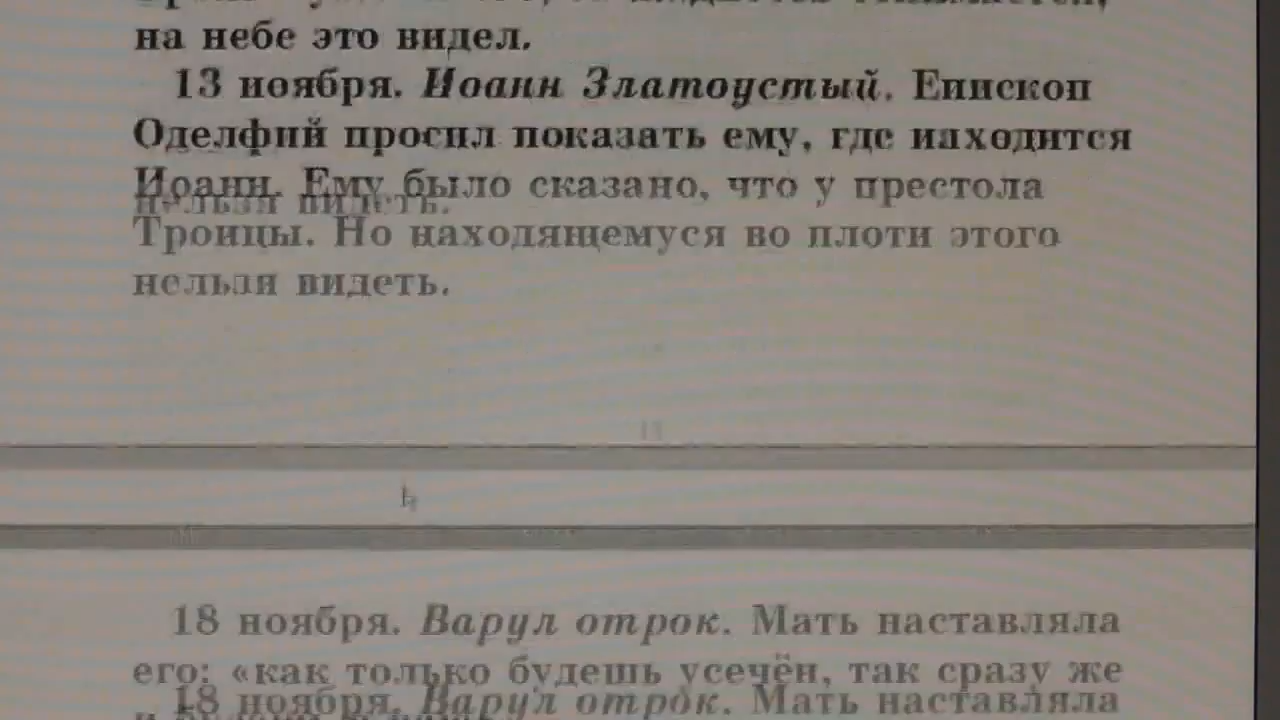 на небе это видел.
13 ноября. Иоанн Златоустый. Епископ
Оделфий просил показать ему, где находится
Иоанн. Ему было сказано, что у престола
нельзя видеть.
Троицы. Но находящемуся во плоти этого
нельзя видеть.
18 ноября. Варул отрок. Мать наставляла
его: «как только будешь усечён, так сразу же
18 ноября. Варул отрок. Мать наставляла